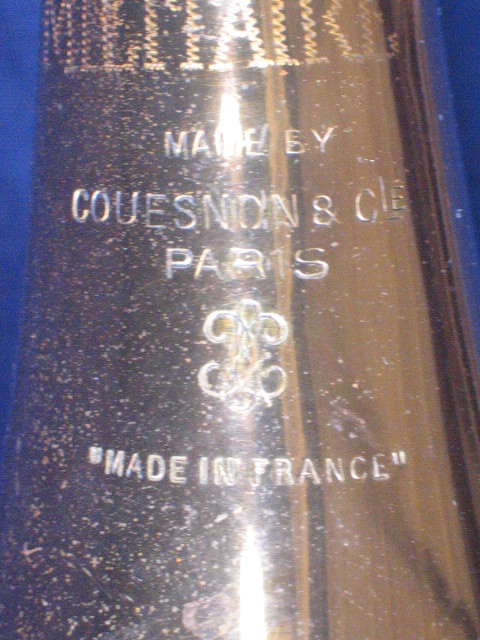 MADE BY
COUESNON & CIE
PARIS
"MADE IN FRANCE"